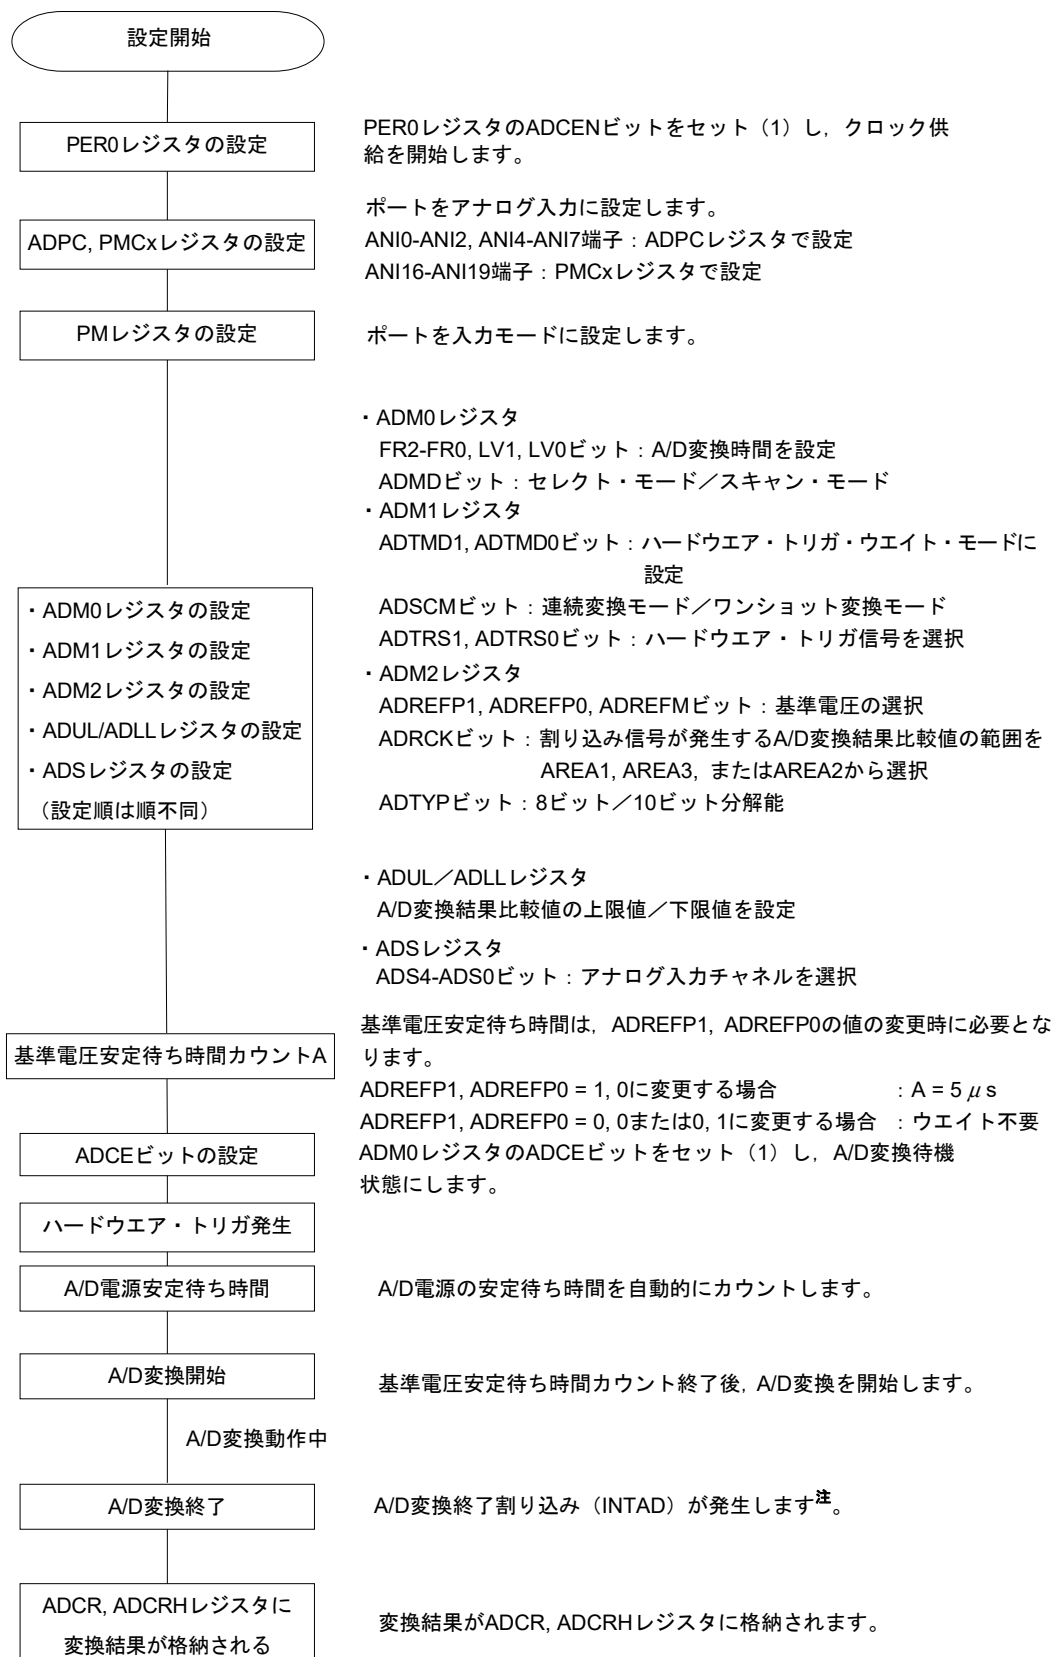 設定開始
PER0レジスタの設定
PER0レジスタのADCENビットをセット（1）し，クロック供
給を開始します。
ADPC, PMCxレジスタの設定
ポートをアナログ入力に設定します。
ANI0-ANI2, ANI4-ANI7端子：ADPCレジスタで設定
ANI16-ANI19端子：PMCxレジスタで設定
PMレジスタの設定
ポートを入力モードに設定します。
・ADM0レジスタの設定
・ADM1レジスタの設定
・ADM2レジスタの設定
・ADUL/ADLLレジスタの設定
・ADSレジスタの設定
（設定順は順不同）
・ADM0レジスタ
FR2-FR0, LV1, LV0ビット：A/D変換時間を設定
ADMDビット：セレクト・モード／スキャン・モード
・ADM1レジスタ
ADTMD1, ADTMD0ビット：ハードウエア・トリガ・ウエイト・モードに
設定
ADSCMビット：連続変換モード／ワンショット変換モード
ADTRS1, ADTRS0ビット：ハードウエア・トリガ信号を選択
・ADM2レジスタ
ADREFP1, ADREFP0, ADREFMビット：基準電圧の選択
ADRCKビット：割り込み信号が発生するA/D変換結果比較値の範囲を
AREA1, AREA3, またはAREA2から選択
ADTYPビット：8ビット／10ビット分解能
・ADUL／ADLLレジスタ
A/D変換結果比較値の上限値／下限値を設定
・ADSレジスタ
ADS4-ADS0ビット：アナログ入力チャネルを選択
基準電圧安定待ち時間カウントA
基準電圧安定待ち時間は，ADREFP1, ADREFP0の値の変更時に必要とな
ります。
ADREFP1, ADREFP0 = 1, 0に変更する場合 ：A = 5 μ s
ADREFP1, ADREFP0 = 0, 0または0, 1に変更する場合 ：ウエイト不要
ADCEビットの設定
ADM0レジスタのADCEビットをセット（1）し，A/D変換待機
状態にします。
ハードウエア・トリガ発生
A/D電源安定待ち時間
A/D電源の安定待ち時間を自動的にカウントします。
A/D変換開始
基準電圧安定待ち時間カウント終了後, A/D変換を開始します。
A/D変換動作中
A/D変換終了
A/D変換終了割り込み（INTAD）が発生します注。
ADCR, ADCRHレジスタに
変換結果が格納される
変換結果がADCR, ADCRHレジスタに格納されます。